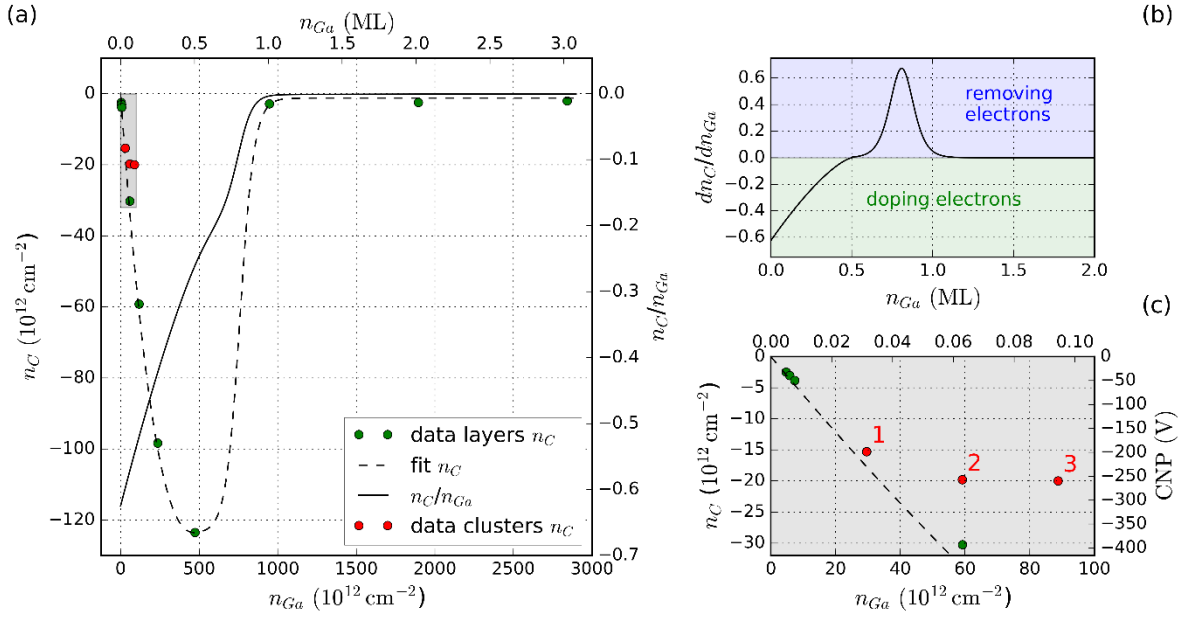 (a)
n_Ga (ML)
0.0 0.5 1.0 1.5 2.0 2.5 3.0
0
−20
−40
−60
−80
−100
−120
n_C (10^12 cm^−2)
0.0
−0.1
−0.2
−0.3
−0.4
−0.5
−0.6
−0.7
n_C/n_Ga
data layers n_C
fit n_C
n_C/n_Ga
data clusters n_C
0 500 1000 1500 2000 2500 3000
n_Ga (10^12 cm^−2)
(b)
0.6
0.4
0.2
0.0
−0.2
−0.4
−0.6
dn_C/dn_Ga
removing
electrons
doping electrons
0.0 0.5 1.0 1.5 2.0
n_Ga (ML)
(c)
0.00 0.02 0.04 0.06 0.08 0.10
0
−5
−10
−15
−20
−25
−30
n_C (10^12 cm^−2)
1
2
3
0
−50
−100
−150
−200
−250
−300
−350
−400
CNP (V)
0 20 40 60 80 100
n_Ga (10^12 cm^−2)